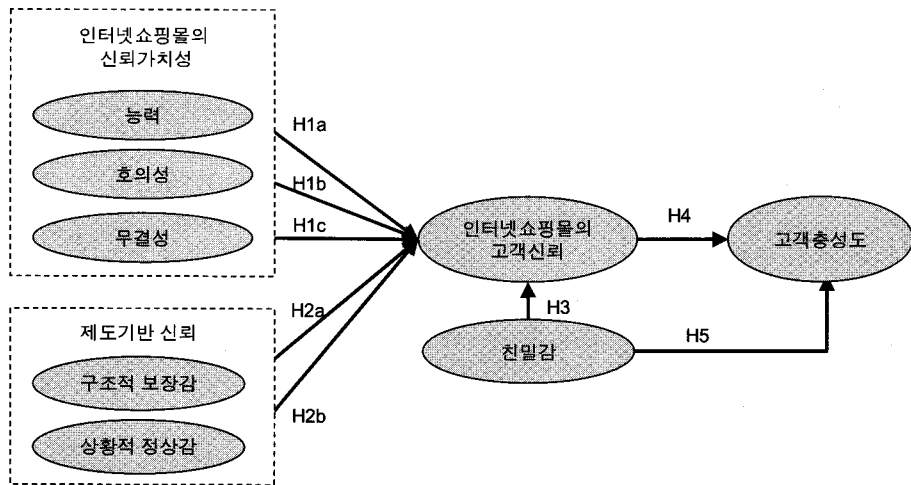 인터넷쇼핑몰의
신뢰가치성
능력
호의성
무결성
H1a
H1b
H1c
제도기반 신뢰
구조적 보장감
상황적 정상감
H2a
H2b
인터넷쇼핑몰의
고객신뢰
H3
친밀감
H4
H5
고객충성도